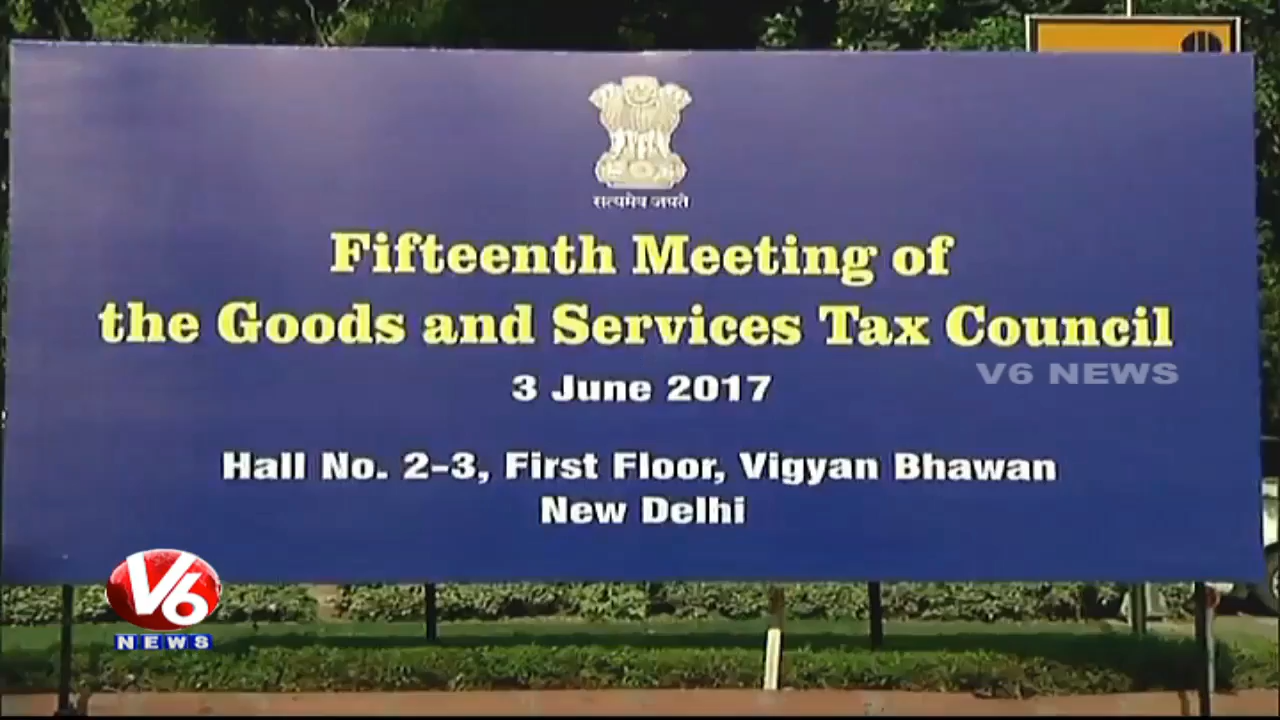 सत्यमेव जयते
Fifteenth Meeting of
the Goods and Services Tax Council
V6 NEWS
3 June 2017
Hall No. 2-3, First Floor, Vigyan Bhawan
New Delhi
V6
NEWS